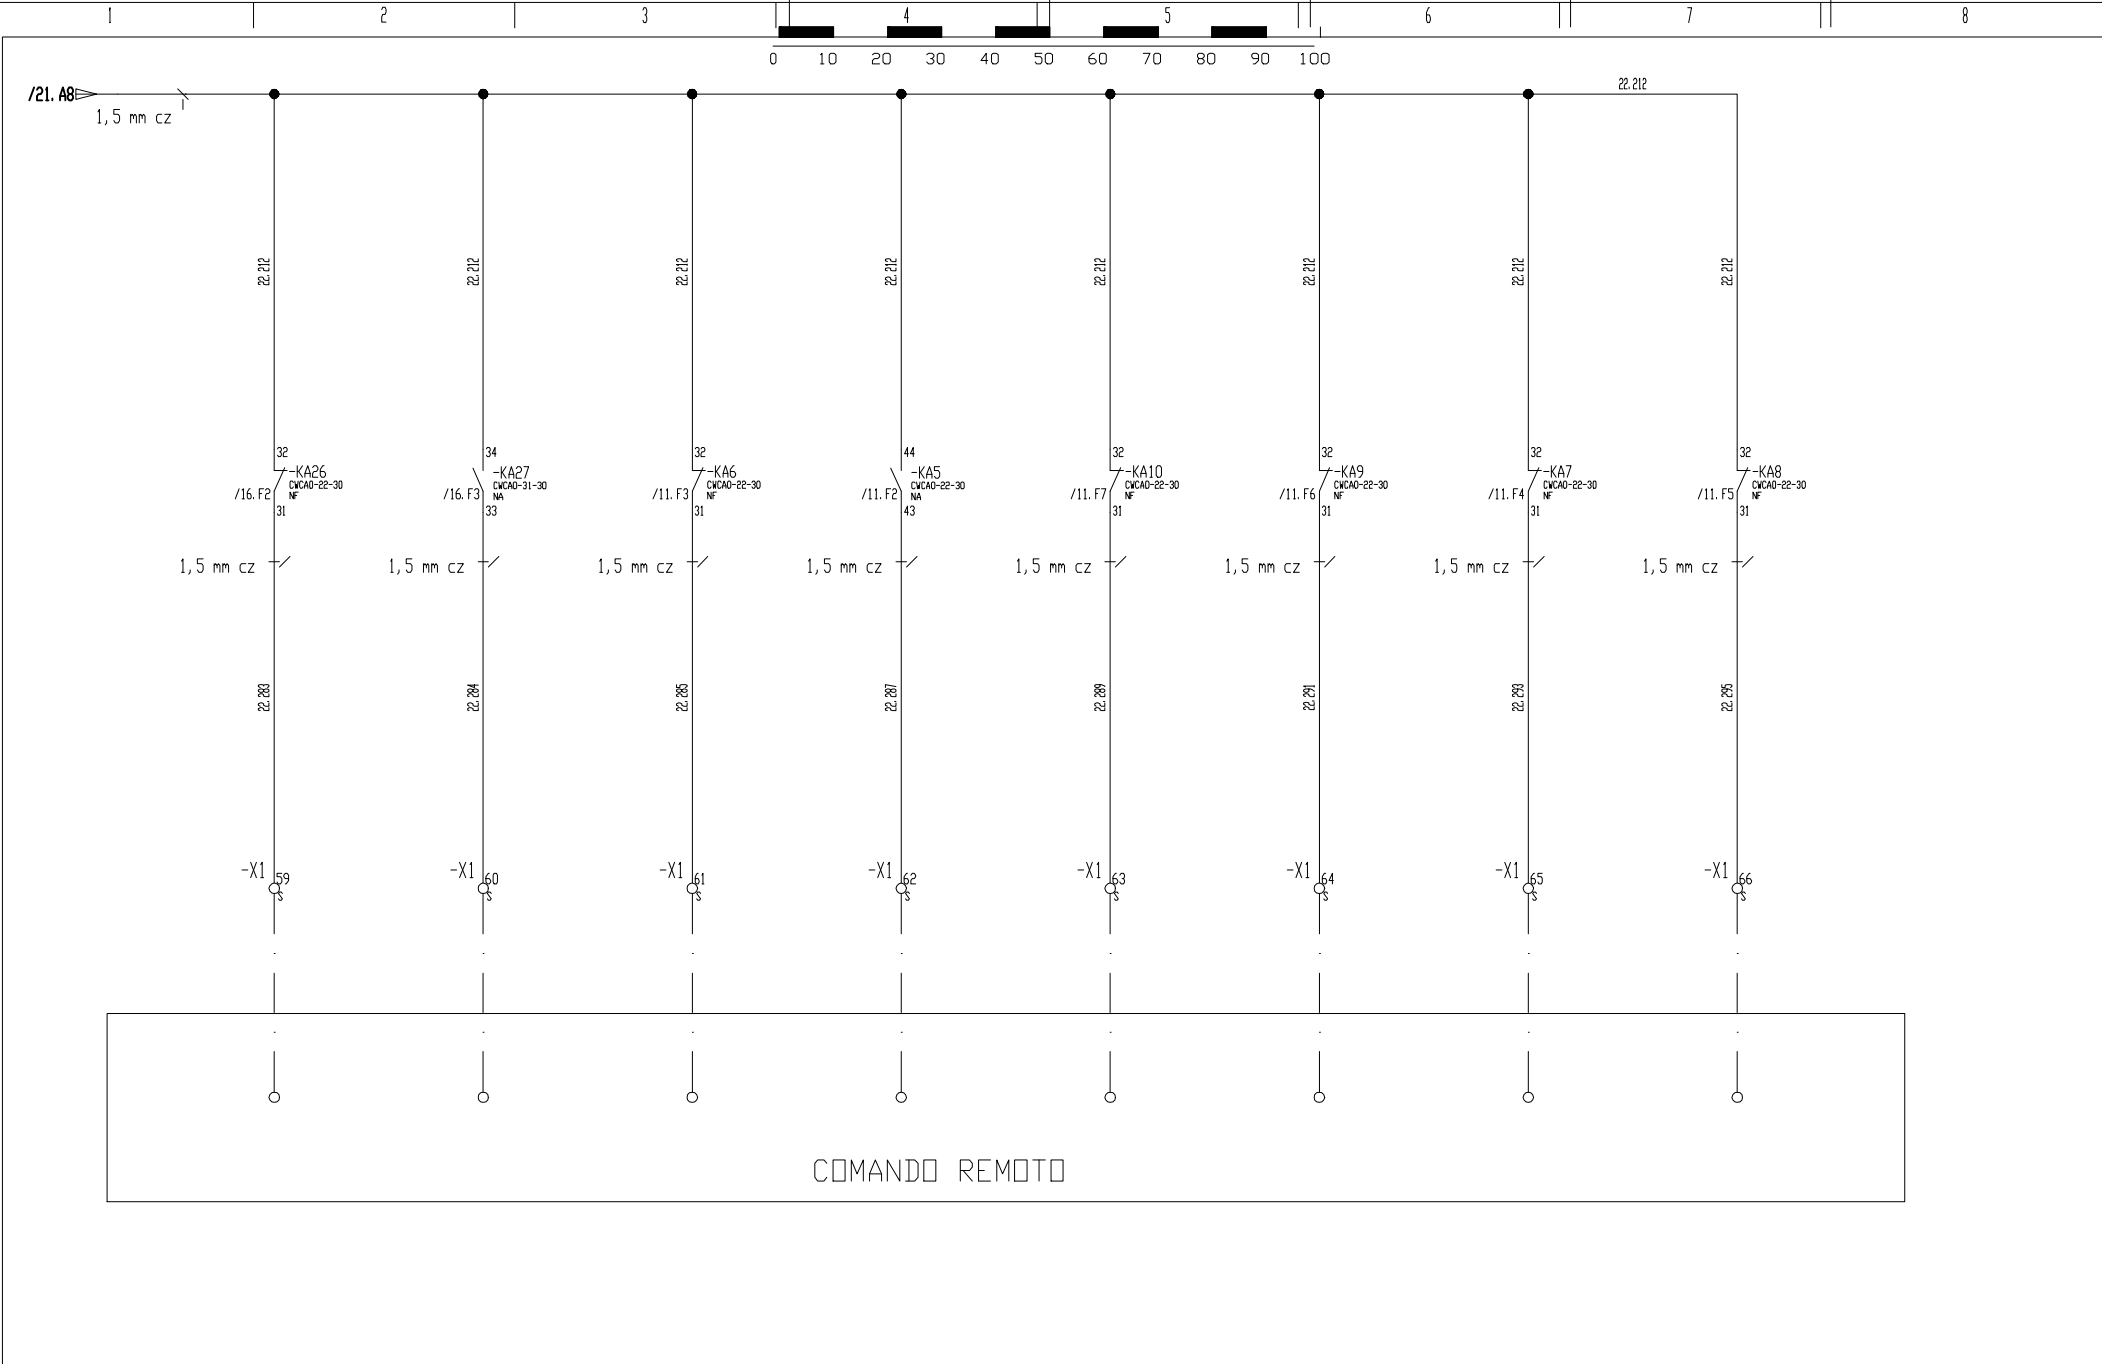 1 2 3 4 5 6 7 8
0 10 20 30 40 50 60 70 80 90 100
/21.A8
22.212
1,5 mm cz
22.212 22.212 22.212 22.212 22.212 22.212 22.212 22.212
32 34 32 44 32 32 32 32
-KA26 -KA27 -KA6 -KA5 -KA10 -KA9 -KA7 -KA8
CWCA0-22-30 CWCA0-31-30 CWCA0-22-30 CWCA0-22-30 CWCA0-22-30 CWCA0-22-30 CWCA0-22-30 CWCA0-22-30
/16.F2 /16.F3 /11.F3 /11.F2 /11.F7 /11.F6 /11.F4 /11.F5
NF NA NF NA NF NF NF NF
31 33 31 43 31 31 31 31
1,5 mm cz 1,5 mm cz 1,5 mm cz 1,5 mm cz 1,5 mm cz 1,5 mm cz 1,5 mm cz 1,5 mm cz
22.283 22.284 22.285 22.287 22.289 22.291 22.293 22.295
-X1 -X1 -X1 -X1 -X1 -X1 -X1 -X1
59 60 61 62 63 64 65 66
S S S S S S S S
COMANDO REMOTO